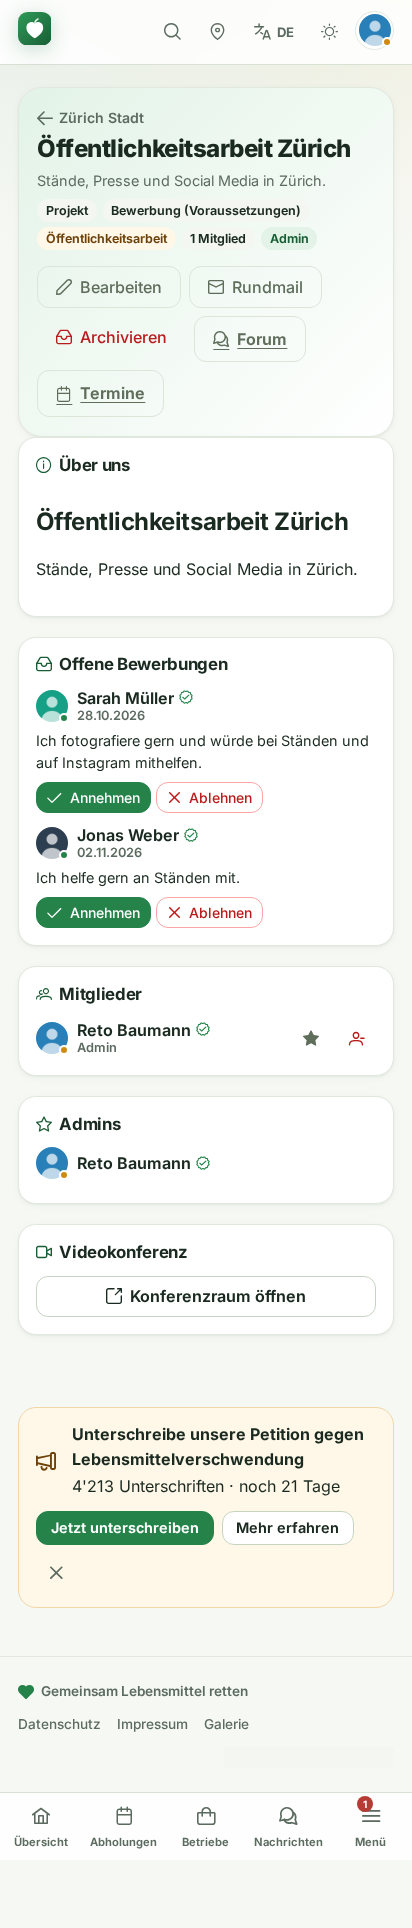 DE
Zürich Stadt
Öffentlichkeitsarbeit Zürich
Stände, Presse und Social Media in Zürich.
Projekt Bewerbung (Voraussetzungen)
Öffentlichkeitsarbeit 1 Mitglied Admin
Bearbeiten Rundmail
Archivieren Forum
Termine
Über uns
Öffentlichkeitsarbeit Zürich
Stände, Presse und Social Media in Zürich.
Offene Bewerbungen
Sarah Müller
28.10.2026
Ich fotografiere gern und würde bei Ständen und
auf Instagram mithelfen.
Annehmen Ablehnen
Jonas Weber
02.11.2026
Ich helfe gern an Ständen mit.
Annehmen Ablehnen
Mitglieder
Reto Baumann
Admin
Admins
Reto Baumann
Videokonferenz
Konferenzraum öffnen
Unterschreibe unsere Petition gegen
Lebensmittelverschwendung
4'213 Unterschriften · noch 21 Tage
Jetzt unterschreiben Mehr erfahren
Gemeinsam Lebensmittel retten
Datenschutz Impressum Galerie
1
Übersicht Abholungen Betriebe Nachrichten Menü